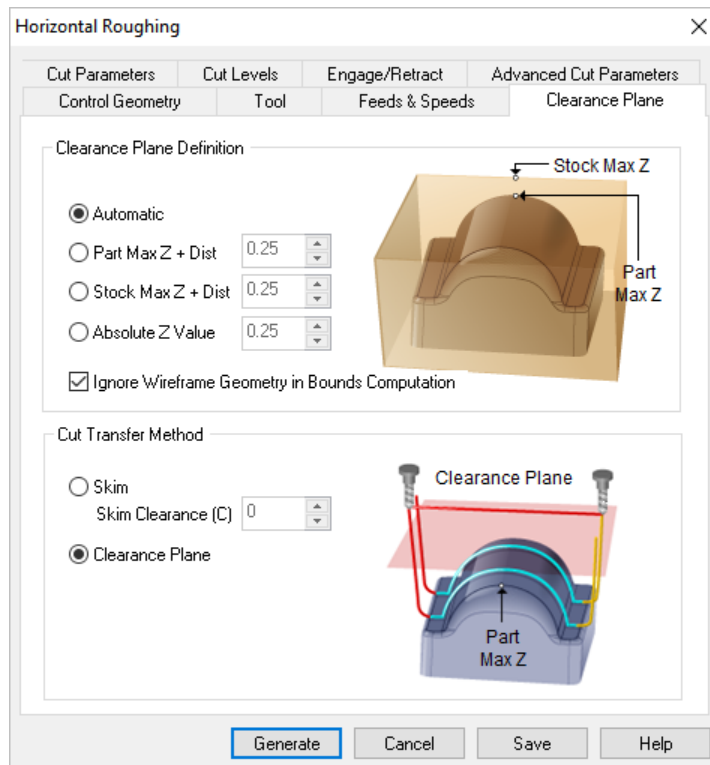 Horizontal Roughing
Cut Parameters
Cut Levels
Engage/Retract
Advanced Cut Parameters
Control Geometry
Tool
Feeds & Speeds
Clearance Plane
Clearance Plane Definition
Automatic
Part Max Z + Dist 0.25
Stock Max Z + Dist 0.25
Absolute Z Value 0.25
Ignore Wireframe Geometry in Bounds Computation
Stock Max Z
Part
Max Z
Cut Transfer Method
Skim
Skim Clearance (C) 0
Clearance Plane
Clearance Plane
Part
Max Z
Generate
Cancel
Save
Help